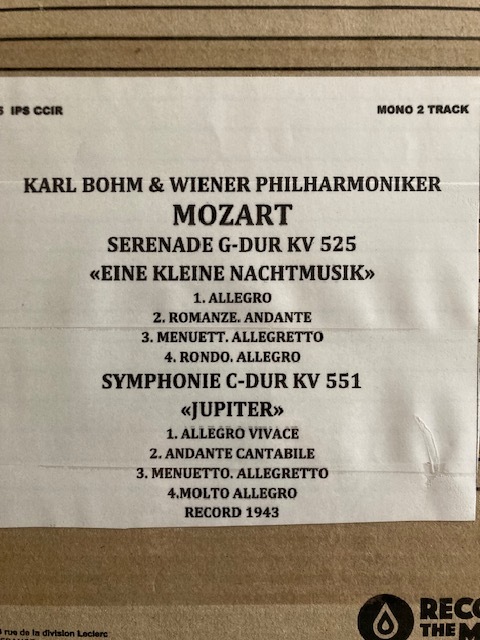 IPS CCIR
MONO 2 TRACK
KARL BOHM & WIENER PHILHARMONIKER
MOZART
SERENADE G-DUR KV 525
«EINE KLEINE NACHTMUSIK»
1. ALLEGRO
2. ROMANZE. ANDANTE
3. MENUETT. ALLEGRETTO
4. RONDO. ALLEGRO
SYMPHONIE C-DUR KV 551
«JUPITER»
1. ALLEGRO VIVACE
2. ANDANTE CANTABILE
3. MENUETTO. ALLEGRETTO
4.MOLTO ALLEGRO
RECORD 1943
rue de la division Leclerc
RECO
THE M